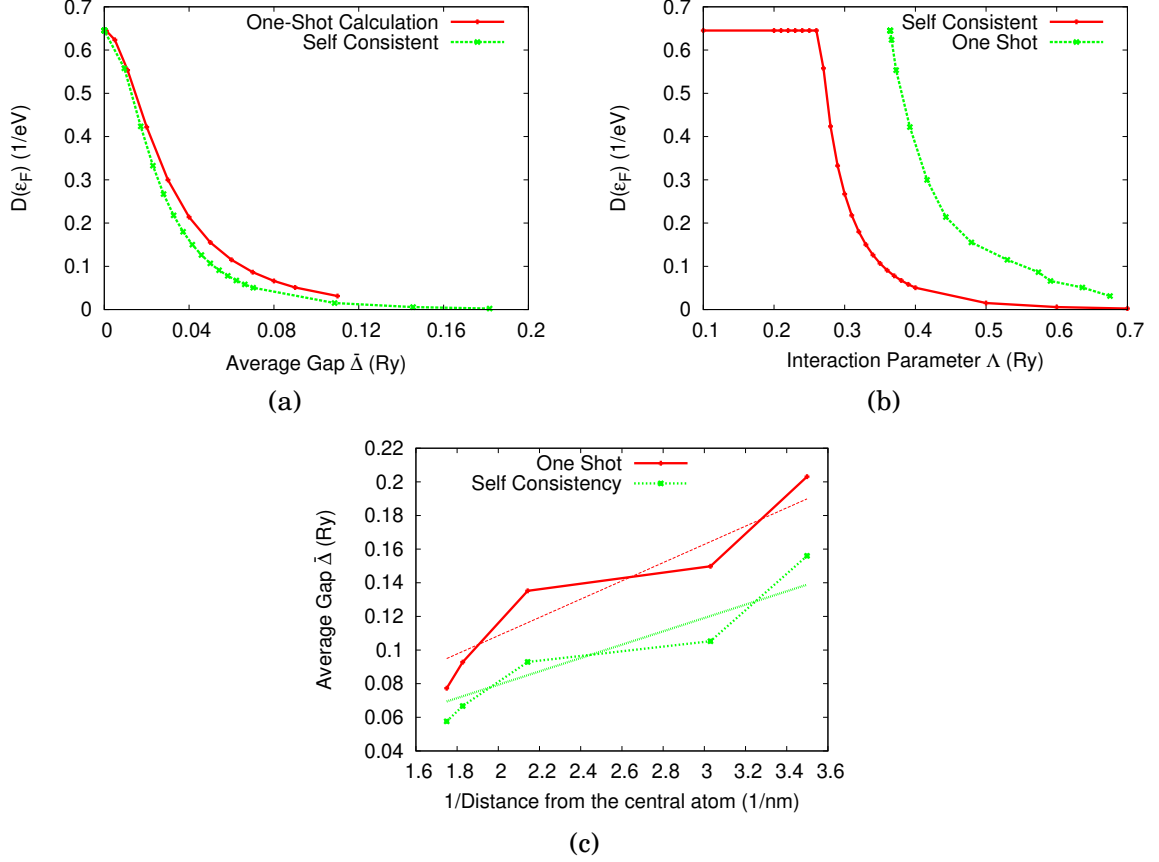 0.7
0.6
0.5
0.4
0.3
0.2
0.1
0
D(εF) (1/eV)
One-Shot Calculation
Self Consistent
0 0.04 0.08 0.12 0.16 0.2
Average Gap Δ̄ (Ry)
(a)
0.7
0.6
0.5
0.4
0.3
0.2
0.1
0
D(εF) (1/eV)
Self Consistent
One Shot
0.1 0.2 0.3 0.4 0.5 0.6 0.7
Interaction Parameter Λ (Ry)
(b)
0.22
0.2
0.18
0.16
0.14
0.12
0.1
0.08
0.06
0.04
Average Gap Δ̄ (Ry)
One Shot
Self Consistency
1.6 1.8 2 2.2 2.4 2.6 2.8 3 3.2 3.4 3.6
1/Distance from the central atom (1/nm)
(c)